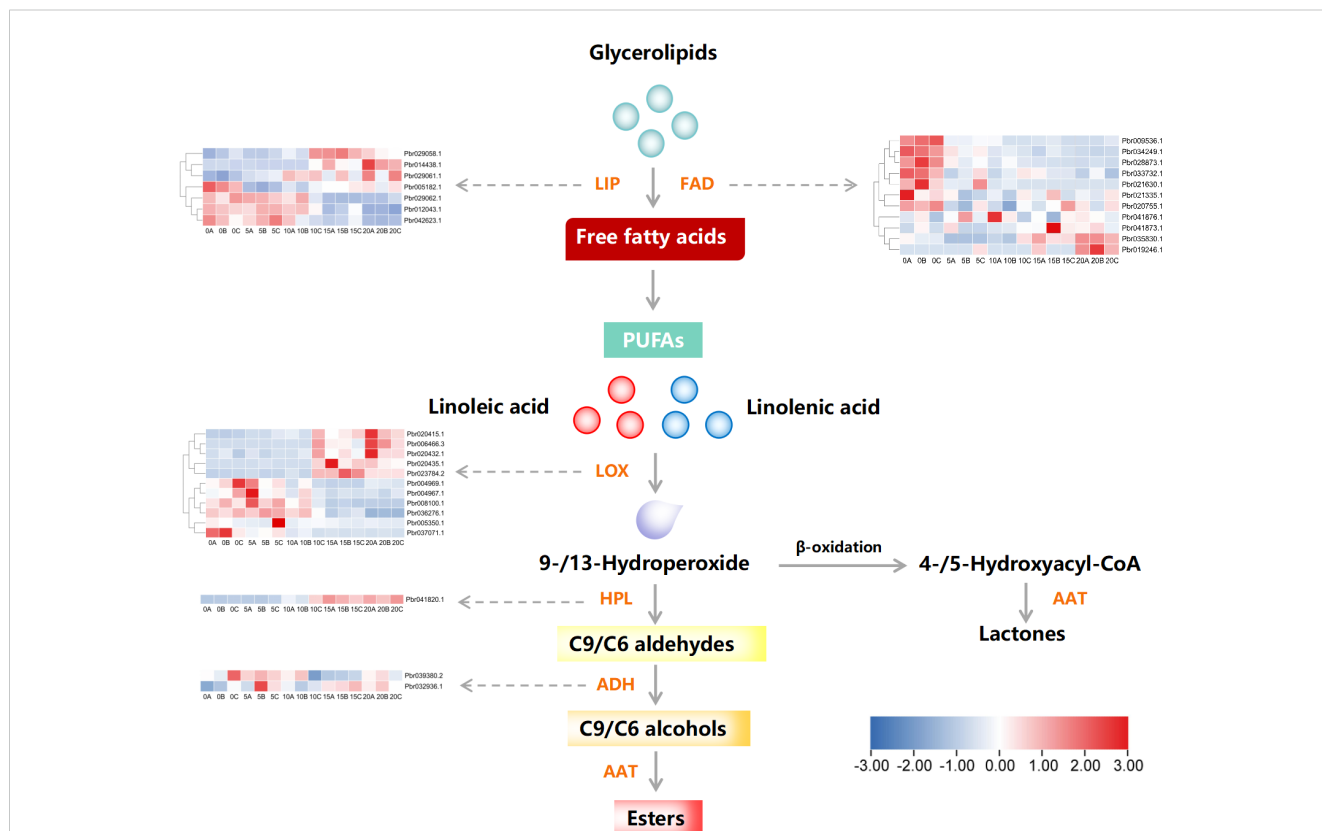 Glycerolipids
Pbr029058.1
Pbr014438.1
Pbr029061.1
Pbr005182.1
Pbr029062.1
Pbr012043.1
Pbr042623.1
0A 0B 0C 5A 5B 5C 10A 10B 10C 15A 15B 15C 20A 20B 20C
LIP FAD
Pbr009536.1
Pbr034249.1
Pbr028873.1
Pbr033732.1
Pbr021630.1
Pbr021335.1
Pbr020755.1
Pbr041876.1
Pbr041873.1
Pbr035830.1
Pbr019246.1
0A 0B 0C 5A 5B 5C 10A 10B 10C 15A 15B 15C 20A 20B 20C
Free fatty acids
PUFAs
Linoleic acid
Linolenic acid
Pbr020415.1
Pbr006466.3
Pbr020432.1
Pbr020435.1
Pbr023784.2
Pbr004969.1
Pbr004967.1
Pbr008100.1
Pbr036276.1
Pbr005350.1
Pbr037071.1
0A 0B 0C 5A 5B 5C 10A 10B 10C 15A 15B 15C 20A 20B 20C
LOX
9-/13-Hydroperoxide
β-oxidation
4-/5-Hydroxyacyl-CoA
AAT
Lactones
Pbr041820.1
0A 0B 0C 5A 5B 5C 10A 10B 10C 15A 15B 15C 20A 20B 20C
HPL
C9/C6 aldehydes
Pbr039380.2
Pbr032936.1
0A 0B 0C 5A 5B 5C 10A 10B 10C 15A 15B 15C 20A 20B 20C
ADH
C9/C6 alcohols
AAT
Esters
-3.00 -2.00 -1.00 0.00 1.00 2.00 3.00